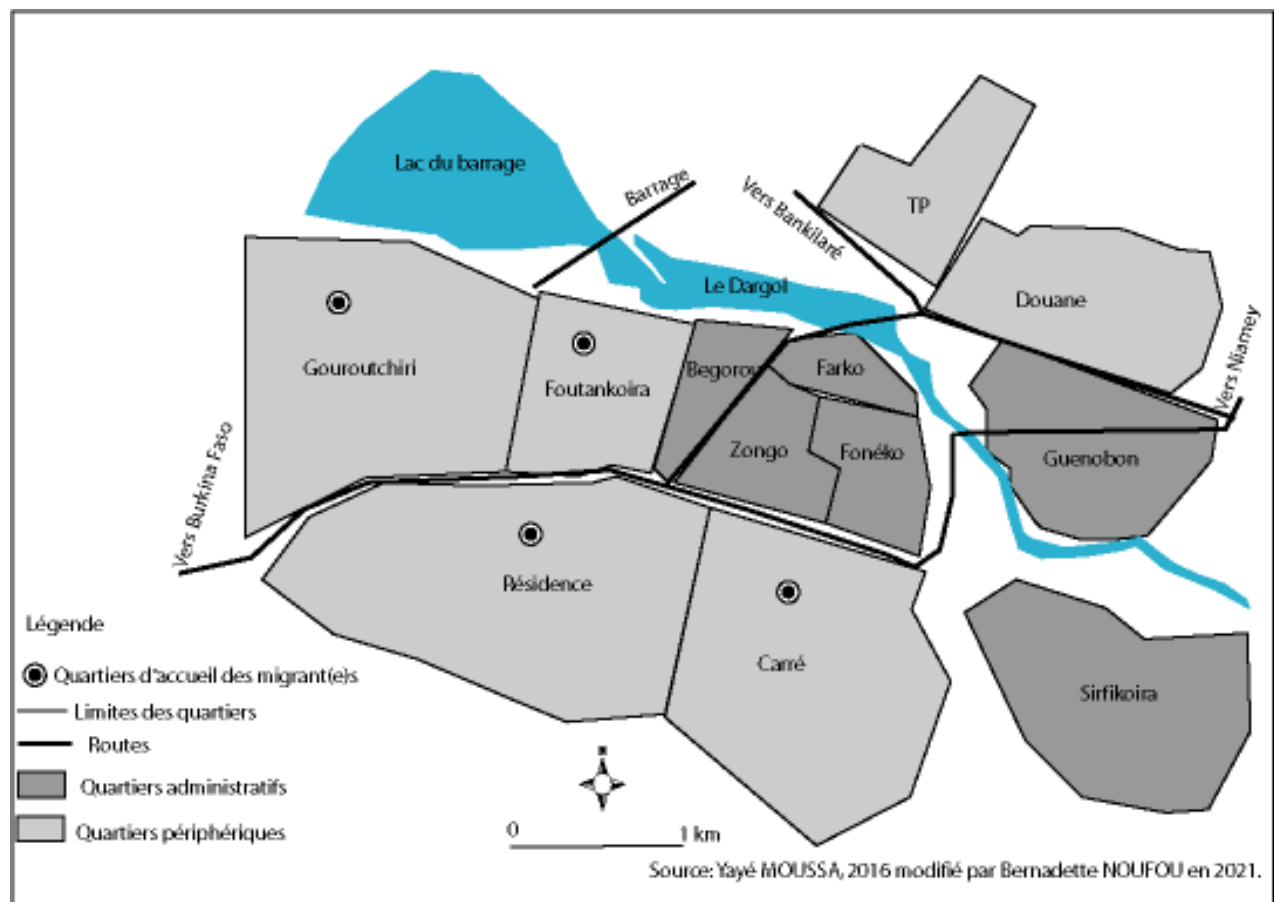 Lac du barrage
Barrage
Vers Bankilaré
TP
Le Dargol
Douane
Gouroutchiri
Foutankoira
Begorou
Farko
Vers Niamey
Zongo
Fonéko
Guenobon
Vers Burkina Faso
Résidence
Carré
Sirfikoira
Légende
Quartiers d'accueil des migrant(e)s
Limites des quartiers
Routes
Quartiers administratifs
Quartiers périphériques
0 1 km
Source: Yayé MOUSSA, 2016 modifié par Bernadette NOUFOU en 2021.